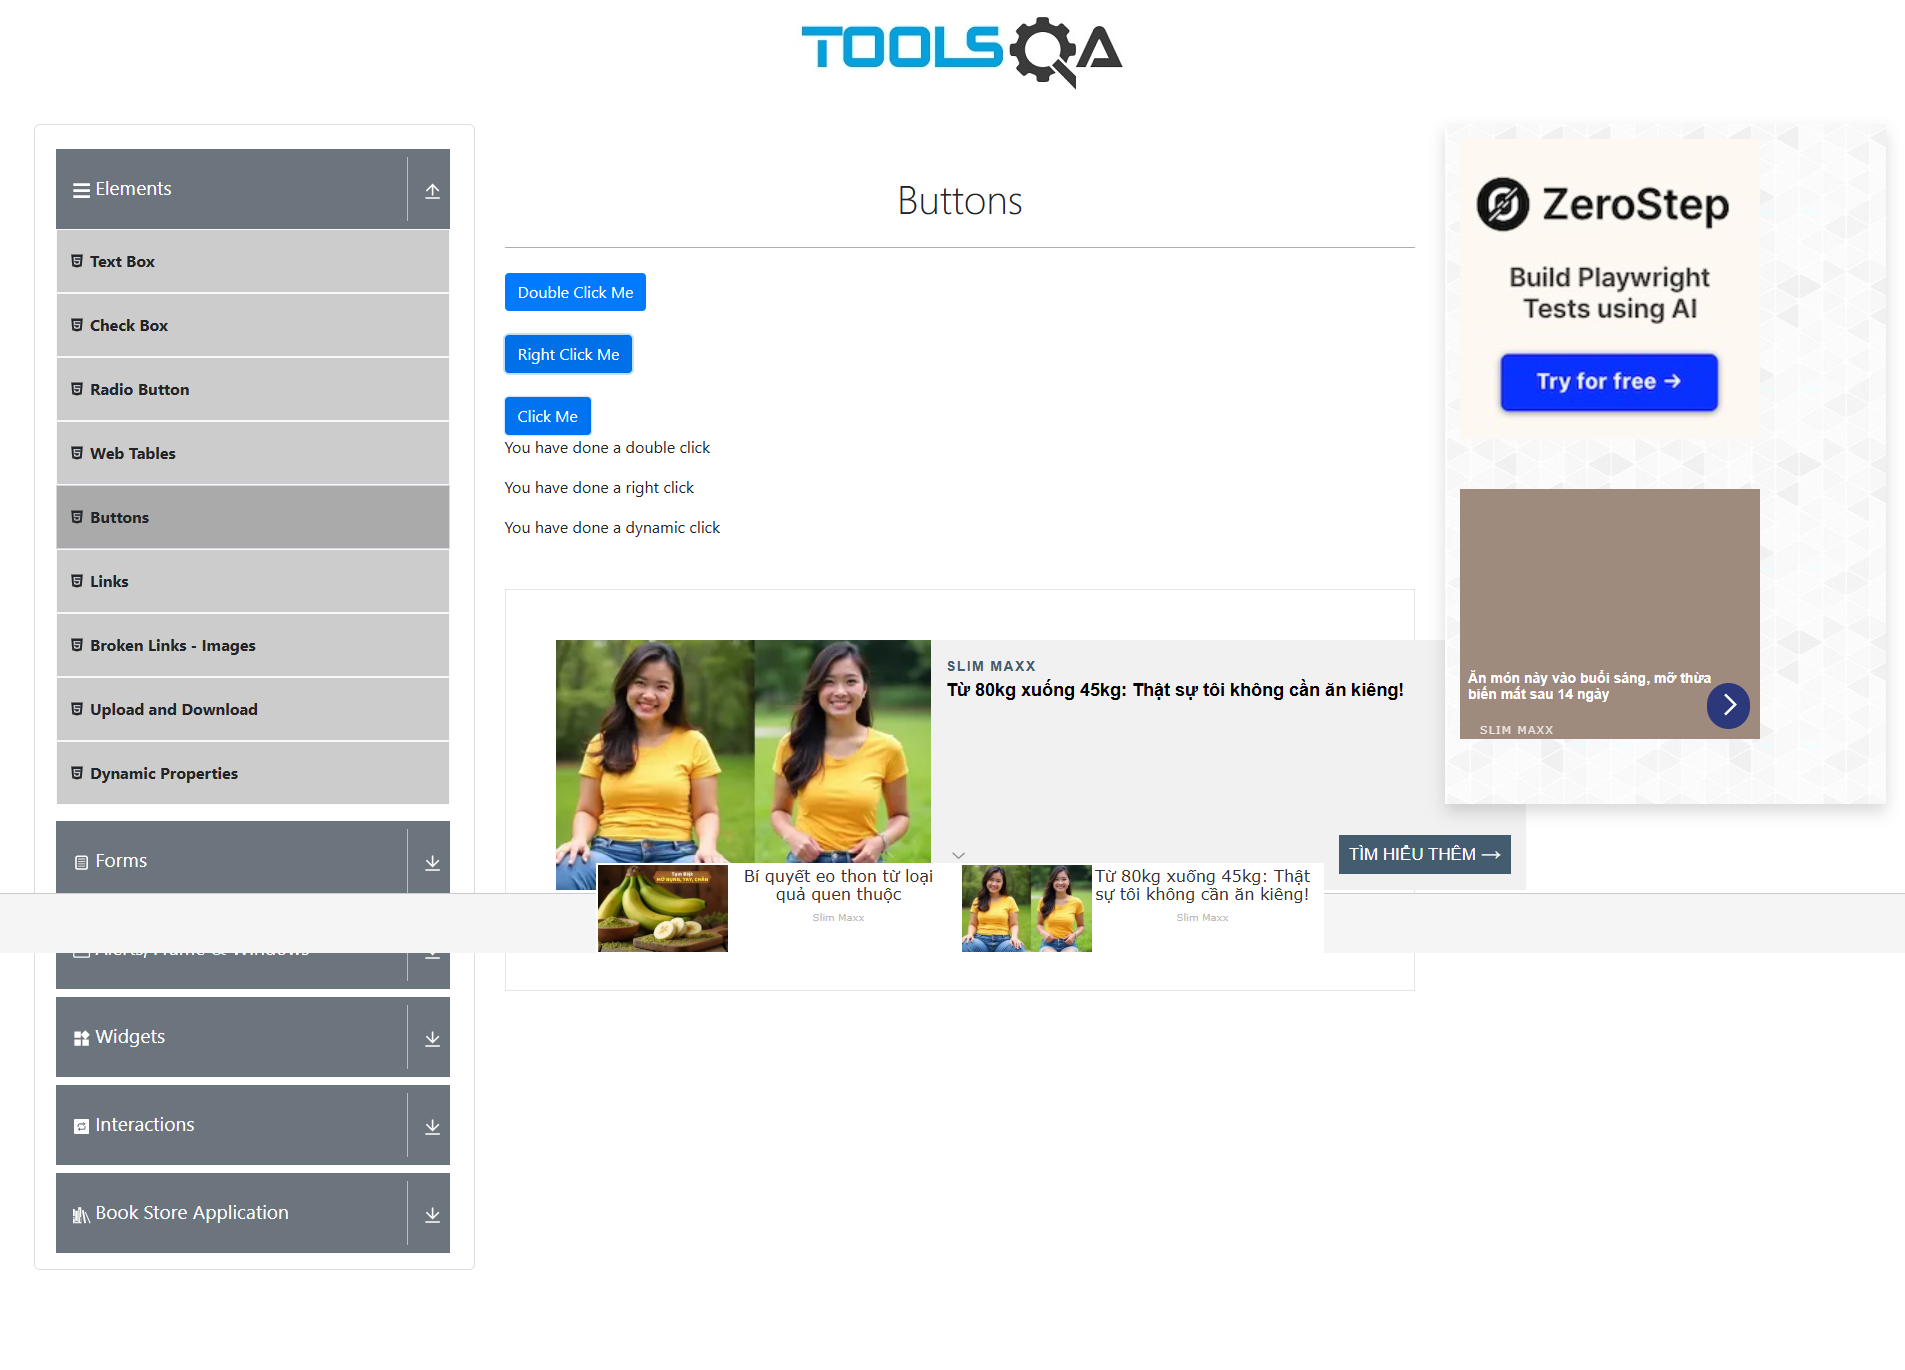 TOOLSQA
Elements
Text Box
Check Box
Radio Button
Web Tables
Buttons
Links
Broken Links - Images
Upload and Download
Dynamic Properties
Forms
Alerts, Frame & Windows
Widgets
Interactions
Book Store Application
Buttons
Double Click Me
Right Click Me
Click Me
You have done a double click
You have done a right click
You have done a dynamic click
SLIM MAXX
Từ 80kg xuống 45kg: Thật sự tôi không cần ăn kiêng!
TÌM HIỂU THÊM →
Bí quyết eo thon từ loại
quả quen thuộc
Slim Maxx
Từ 80kg xuống 45kg: Thật
sự tôi không cần ăn kiêng!
Slim Maxx
ZeroStep
Build Playwright
Tests using AI
Try for free →
Ăn món này vào buổi sáng, mỡ thừa
biến mất sau 14 ngày
SLIM MAXX